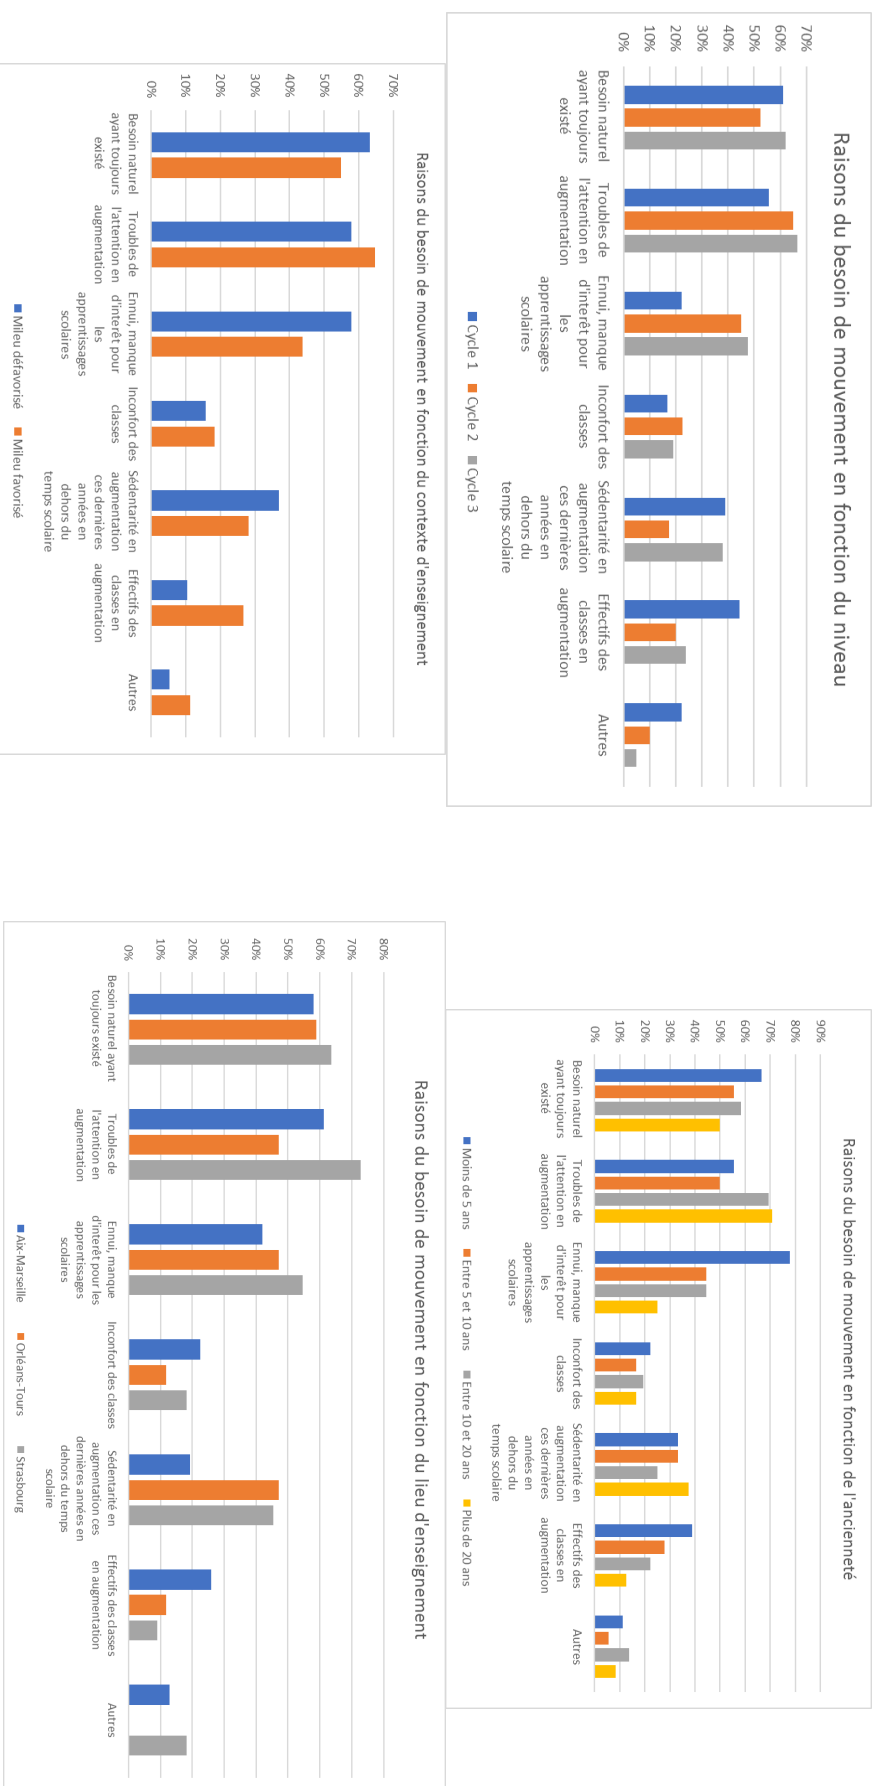 Raisons du besoin de mouvement en fonction du niveau
70%
60%
50%
40%
30%
20%
10%
0%
Besoin naturel
ayant toujours
existé
Troubles de
l'attention en
augmentation
Ennui, manque
d'interêt pour
les
apprentissages
scolaires
Inconfort des
classes
Sédentarité en
augmentation
ces dernières
années en
dehors du
temps scolaire
Effectifs des
classes en
augmentation
Autres
Cycle 1 Cycle 2 Cycle 3
Raisons du besoin de mouvement en fonction de l'ancienneté
90%
80%
70%
60%
50%
40%
30%
20%
10%
0%
Besoin naturel
ayant toujours
existé
Troubles de
l'attention en
augmentation
Ennui, manque
d'interêt pour
les
apprentissages
scolaires
Inconfort des
classes
Sédentarité en
augmentation
ces dernières
années en
dehors du
temps scolaire
Effectifs des
classes en
augmentation
Autres
Moins de 5 ans Entre 5 et 10 ans Entre 10 et 20 ans Plus de 20 ans
Raisons du besoin de mouvement en fonction du contexte d'enseignement
70%
60%
50%
40%
30%
20%
10%
0%
Besoin naturel
ayant toujours
existé
Troubles de
l'attention en
augmentation
Ennui, manque
d'interêt pour
les
apprentissages
scolaires
Inconfort des
classes
Sédentarité en
augmentation
ces dernières
années en
dehors du
temps scolaire
Effectifs des
classes en
augmentation
Autres
Mileu défavorisé Mileu favorisé
Raisons du besoin de mouvement en fonction du lieu d'enseignement
80%
70%
60%
50%
40%
30%
20%
10%
0%
Besoin naturel ayant
toujours existé
Troubles de
l'attention en
augmentation
Ennui, manque
d'interêt pour les
apprentissages
scolaires
Inconfort des classes
Sédentarité en
augmentation ces
dernières années en
dehors du temps
scolaire
Effectifs des classes
en augmentation
Autres
Aix-Marseille Orléans-Tours Strasbourg